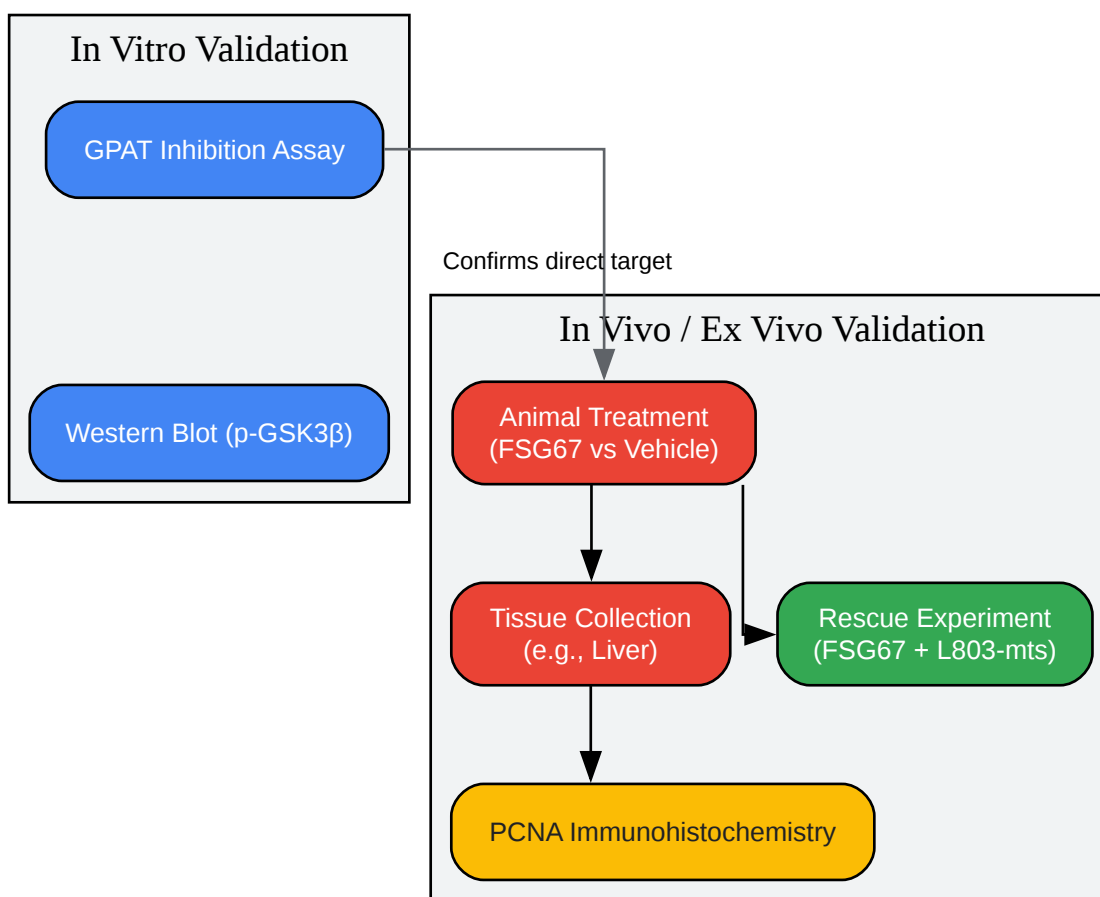 In Vitro Validation
GPAT Inhibition Assay
Western Blot (p-GSK3β)
Confirms direct target
In Vivo / Ex Vivo Validation
Animal Treatment
(FSG67 vs Vehicle)
Tissue Collection
(e.g., Liver)
Rescue Experiment
(FSG67 + L803-mts)
PCNA Immunohistochemistry